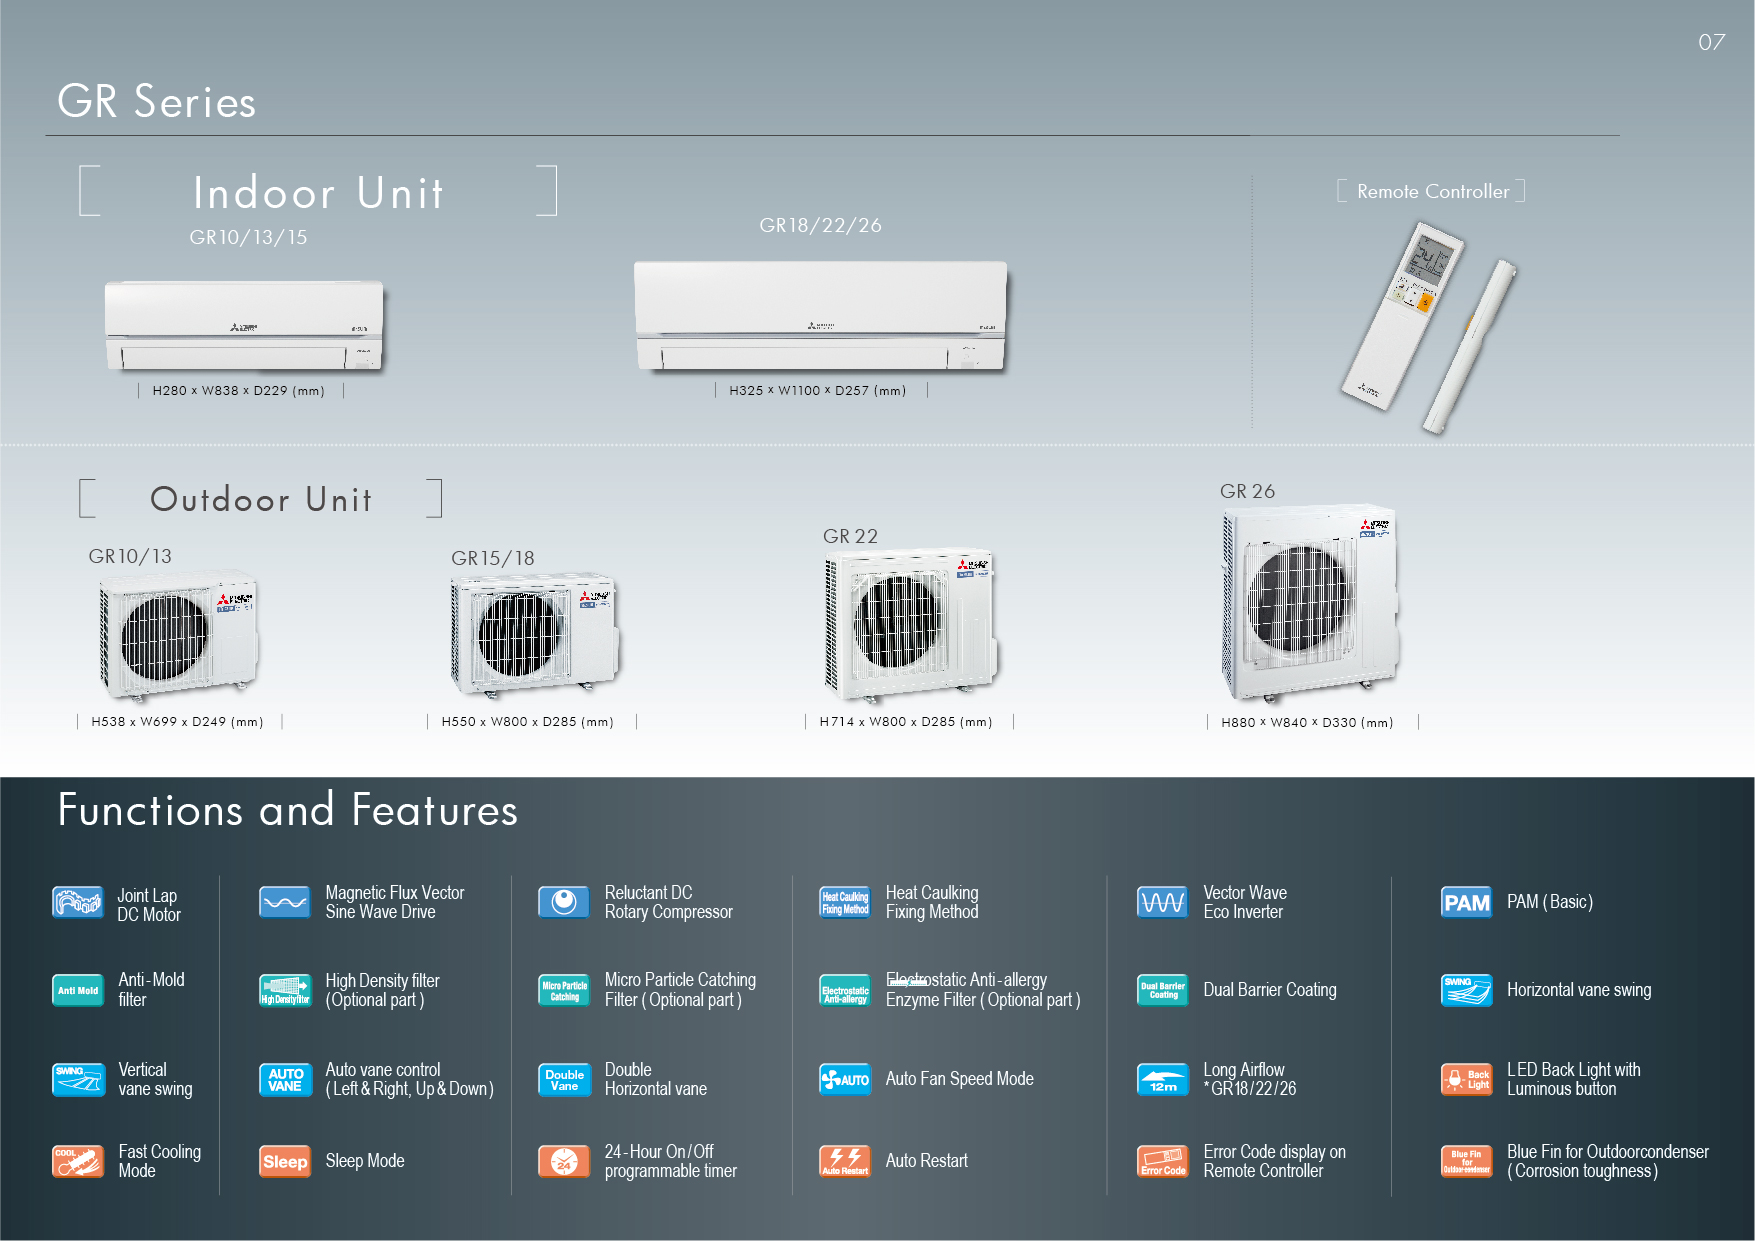 07
GR Series
Indoor Unit
GR10/13/15
GR18/22/26
Remote Controller
H280 x W838 x D229 (mm)
H325 x W1100 x D257 (mm)
Outdoor Unit
GR10/13
GR15/18
GR 22
GR 26
H538 x W699 x D249 (mm)
H550 x W800 x D285 (mm)
H714 x W800 x D285 (mm)
H880 x W840 x D330 (mm)
Functions and Features
Joint Lap
DC Motor
Magnetic Flux Vector
Sine Wave Drive
Reluctant DC
Rotary Compressor
Heat Caulking
Fixing Method
Heat Caulking
Fixing Method
Vector Wave
Eco Inverter
PAM
PAM (Basic)
Anti Mold
Anti-Mold
filter
High Density filter
High Density filter
(Optional part)
Micro Particle
Catching
Micro Particle Catching
Filter (Optional part)
Electrostatic
Anti-allergy
Electrostatic Anti-allergy
Enzyme Filter (Optional part)
Dual Barrier
Coating
Dual Barrier Coating
SWING
Horizontal vane swing
SWING
Vertical
vane swing
AUTO
VANE
Auto vane control
(Left & Right, Up & Down)
Double
Vane
Double
Horizontal vane
AUTO
Auto Fan Speed Mode
12m
Long Airflow
*GR18/22/26
Back
Light
LED Back Light with
Luminous button
COOL
Fast Cooling
Mode
Sleep
Sleep Mode
24
24-Hour On/Off
programmable timer
Auto Restart
Auto Restart
Error Code
Error Code display on
Remote Controller
Blue Fin
for
Outdoor condenser
Blue Fin for Outdoorcondenser
(Corrosion toughness)